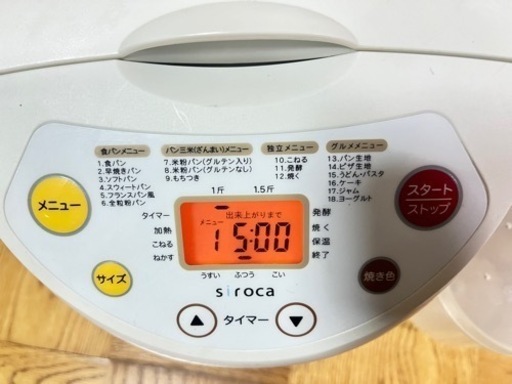 食パンメニュー
1.食パン
2.早焼きパン
3.ソフトパン
4.スウィートパン
5.フランスパン風
6.全粒粉パン
パン三米(ざんまい)メニュー
7.米粉パン(グルテン入り)
8.米粉パン(グルテンなし)
9.もちつき
独立メニュー
10.こねる
11.発酵
12.焼く
グルメメニュー
13.パン生地
14.ピザ生地
15.うどん・パスタ
16.ケーキ
17.ジャム
18.ヨーグルト
1斤 1.5斤
メニュー
サイズ
タイマー
加熱
こねる
ねかす
メニュー 出来上がりまで
1 5:00
発酵
焼く
保温
終了
うすい ふつう こい
スタート
ストップ
焼き色
siroca
▲ タイマー ▼